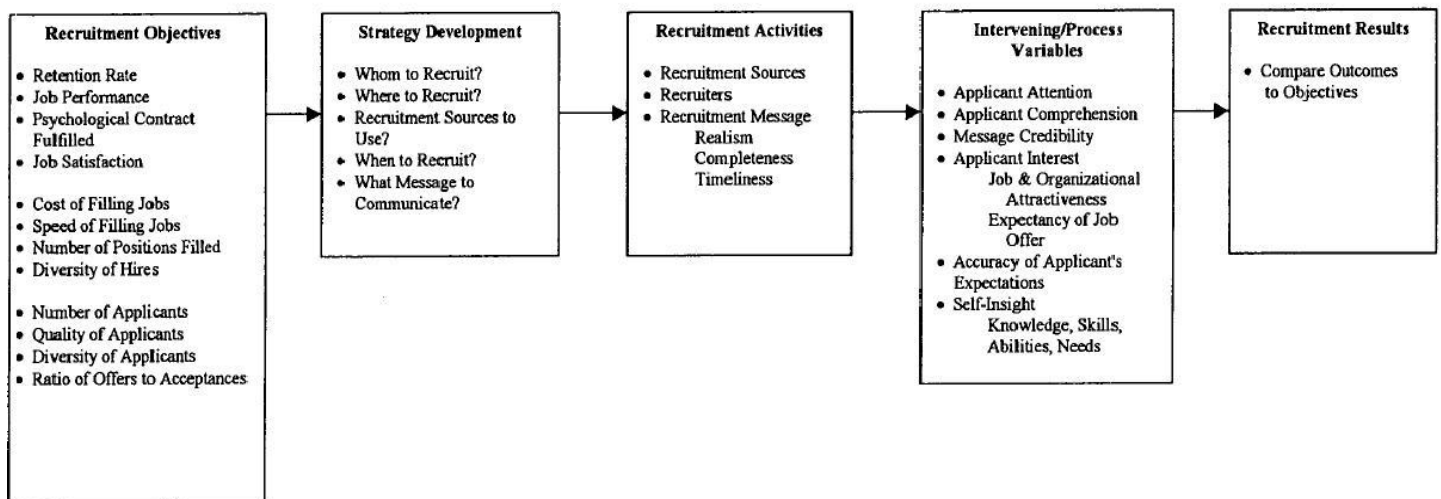 Recruitment Objectives
• Retention Rate
• Job Performance
• Psychological Contract
Fulfilled
• Job Satisfaction
• Cost of Filling Jobs
• Speed of Filling Jobs
• Number of Positions Filled
• Diversity of Hires
• Number of Applicants
• Quality of Applicants
• Diversity of Applicants
• Ratio of Offers to Acceptances
Strategy Development
• Whom to Recruit?
• Where to Recruit?
• Recruitment Sources to
Use?
• When to Recruit?
• What Message to
Communicate?
Recruitment Activities
• Recruitment Sources
• Recruiters
• Recruitment Message
Realism
Completeness
Timeliness
Intervening/Process
Variables
• Applicant Attention
• Applicant Comprehension
• Message Credibility
• Applicant Interest
Job & Organizational
Attractiveness
Expectancy of Job
Offer
• Accuracy of Applicant's
Expectations
• Self-Insight
Knowledge, Skills,
Abilities, Needs
Recruitment Results
• Compare Outcomes
to Objectives